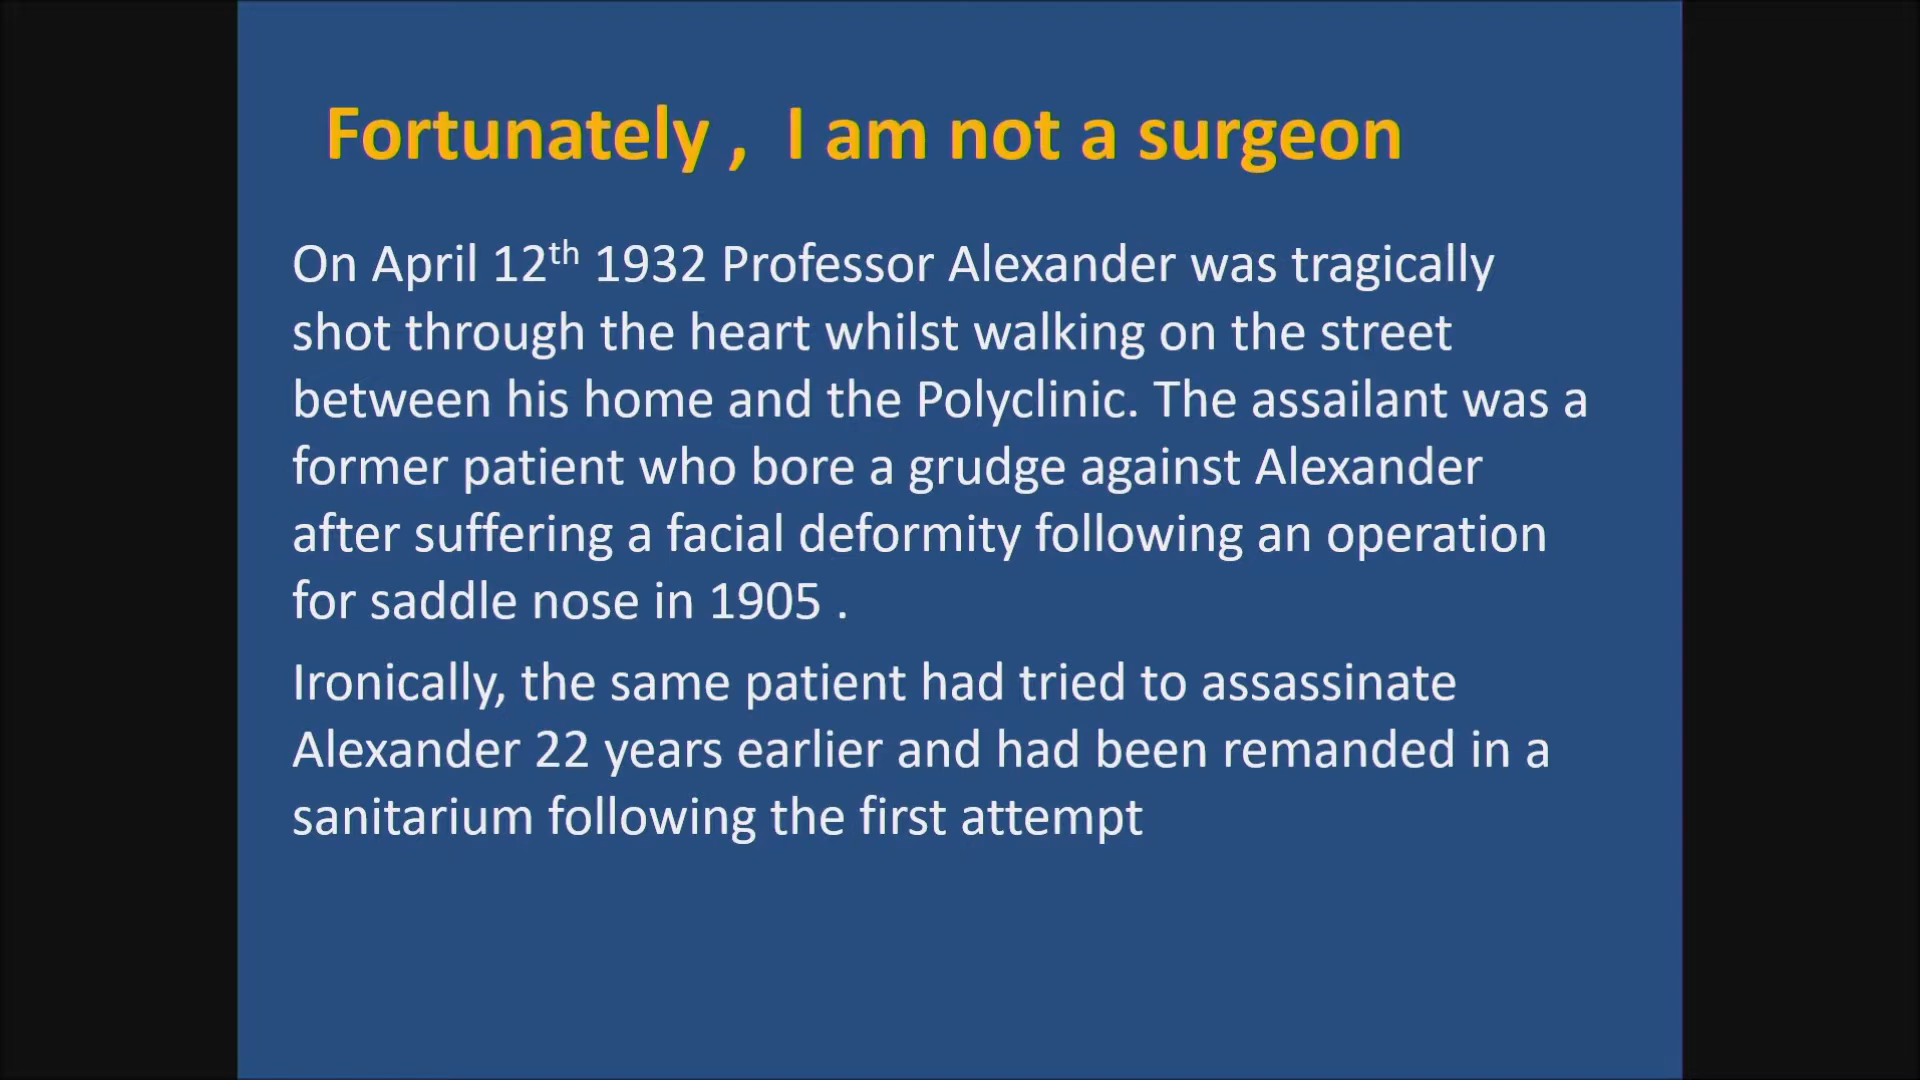 Fortunately , I am not a surgeon
On April 12th 1932 Professor Alexander was tragically
shot through the heart whilst walking on the street
between his home and the Polyclinic. The assailant was a
former patient who bore a grudge against Alexander
after suffering a facial deformity following an operation
for saddle nose in 1905 .
Ironically, the same patient had tried to assassinate
Alexander 22 years earlier and had been remanded in a
sanitarium following the first attempt